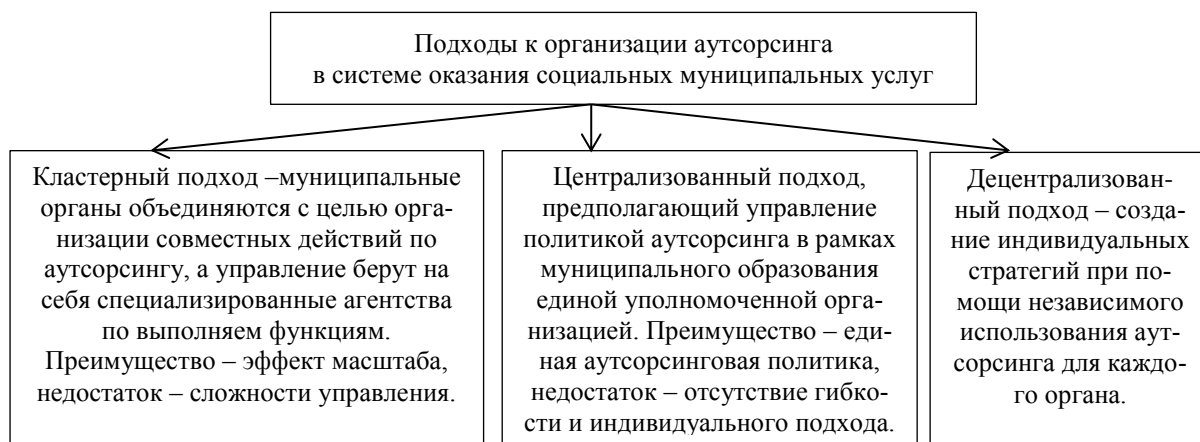 Подходы к организации аутсорсинга
в системе оказания социальных муниципальных услуг
Кластерный подход –муниципальные
органы объединяются с целью орга-
низации совместных действий по
аутсорсингу, а управление берут на
себя специализированные агентства
по выполняем функциям.
Преимущество – эффект масштаба,
недостаток – сложности управления.
Централизованный подход,
предполагающий управление
политикой аутсорсинга в рамках
муниципального образования
единой уполномоченной орга-
низацией. Преимущество – еди-
ная аутсорсинговая политика,
недостаток – отсутствие гибко-
сти и индивидуального подхода.
Децентрализован-
ный подход – созда-
ние индивидуальных
стратегий при по-
мощи независимого
использования аут-
сорсинга для каждо-
го органа.